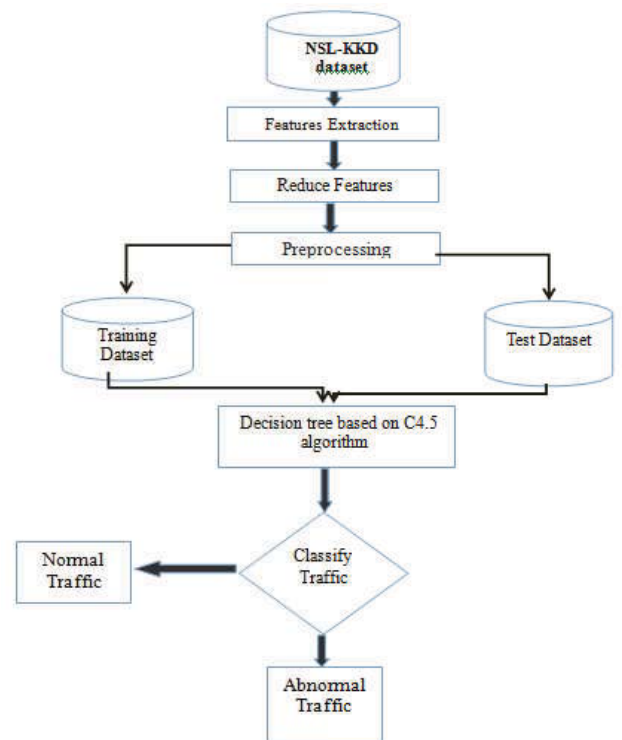 NSL-KKD
dataset
Features Extraction
Reduce Features
Preprocessing
Training
Dataset
Test Dataset
Decision tree based on C4.5
algorithm
Classify
Traffic
Normal
Traffic
Abnormal
Traffic